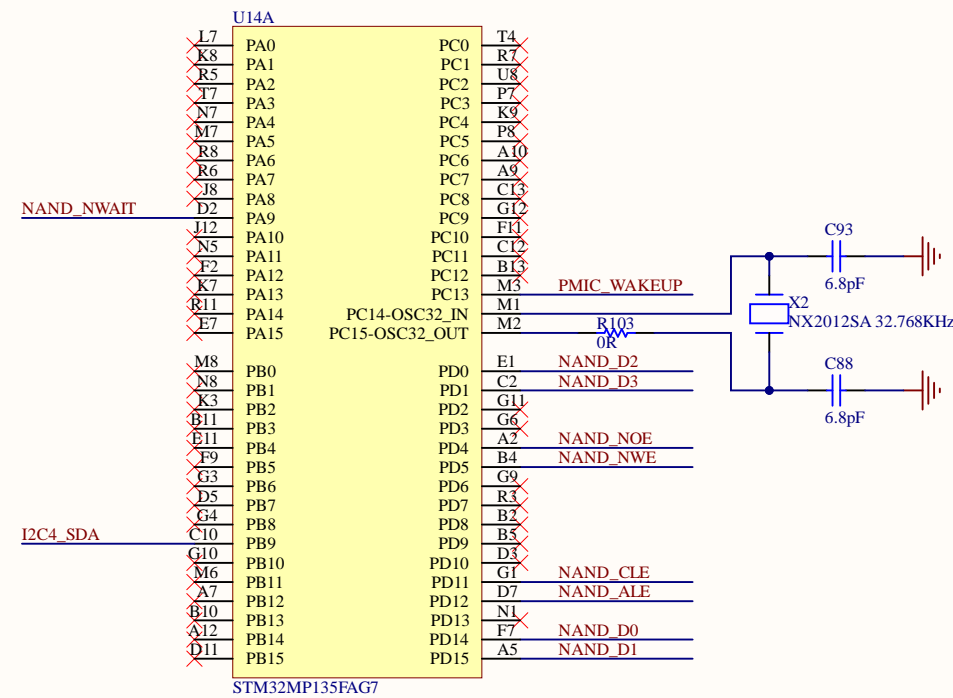 U14A
L7 PA0 PC0 T4
K8 PA1 PC1 R7
R5 PA2 PC2 U8
T7 PA3 PC3 P7
N7 PA4 PC4 K9
M7 PA5 PC5 P8
R8 PA6 PC6 A10
R6 PA7 PC7 A9
J8 PA8 PC8 C13
NAND_NWAIT D2 PA9 PC9 G12
J12 PA10 PC10 F11
N5 PA11 PC11 C12
F2 PA12 PC12 B13
K7 PA13 PC13 M3 PMIC_WAKEUP
R11 PA14 PC14-OSC32_IN M1
E7 PA15 PC15-OSC32_OUT M2
R103
0R
C93
6.8pF
X2
NX2012SA 32.768KHz
C88
6.8pF
M8 PB0 PD0 E1 NAND_D2
N8 PB1 PD1 C2 NAND_D3
K3 PB2 PD2 G11
B11 PB3 PD3 G6
E11 PB4 PD4 A2 NAND_NOE
F9 PB5 PD5 B4 NAND_NWE
G3 PB6 PD6 G9
D5 PB7 PD7 R3
G4 PB8 PD8 B2
I2C4_SDA C10 PB9 PD9 B5
G10 PB10 PD10 D3
M6 PB11 PD11 G1 NAND_CLE
A7 PB12 PD12 D7 NAND_ALE
B10 PB13 PD13 N1
A12 PB14 PD14 F7 NAND_D0
D11 PB15 PD15 A5 NAND_D1
STM32MP135FAG7